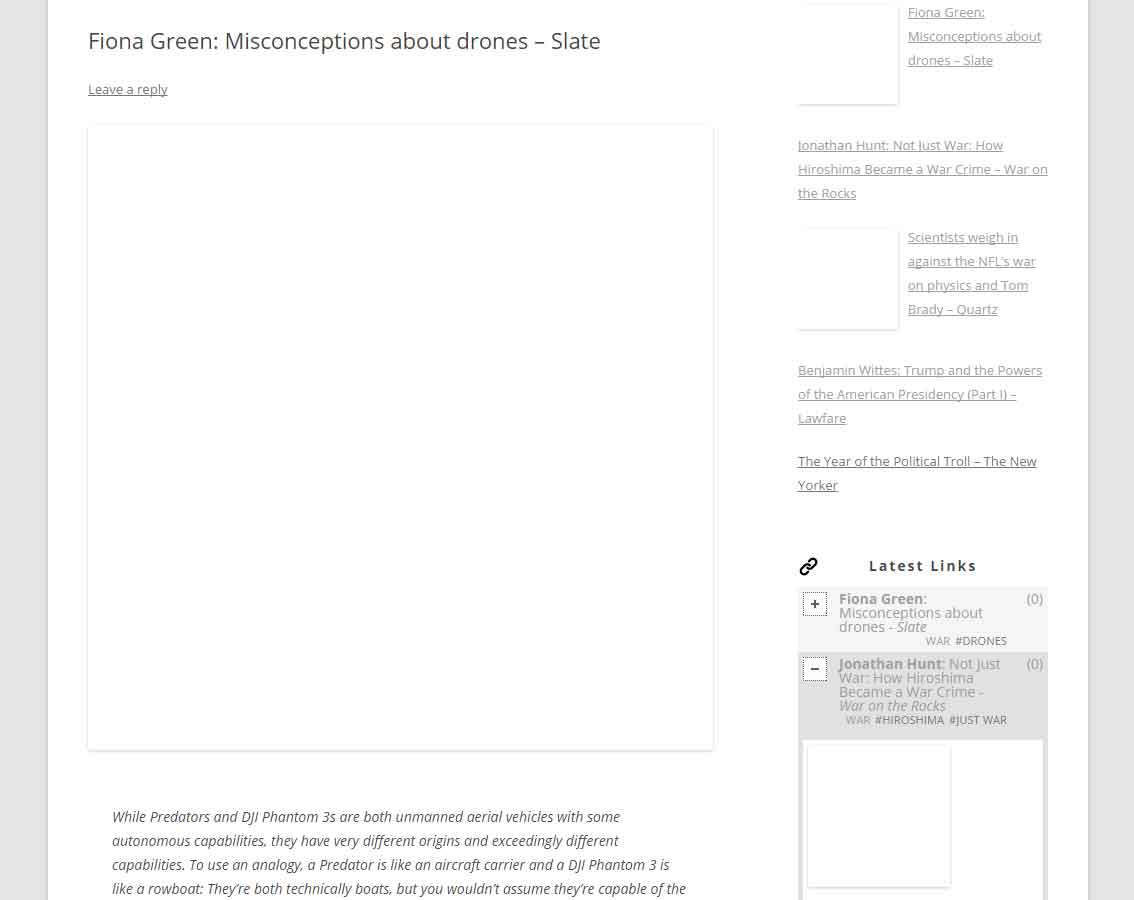 Fiona Green: Misconceptions about drones – Slate
Leave a reply
While Predators and DJI Phantom 3s are both unmanned aerial vehicles with some
autonomous capabilities, they have very different origins and exceedingly different
capabilities. To use an analogy, a Predator is like an aircraft carrier and a DJI Phantom 3 is
like a rowboat: They're both technically boats, but you wouldn't assume they're capable of the
Fiona Green:
Misconceptions about
drones – Slate
Jonathan Hunt: Not Just War: How
Hiroshima Became a War Crime – War on
the Rocks
Scientists weigh in
against the NFL's war
on physics and Tom
Brady – Quartz
Benjamin Wittes: Trump and the Powers
of the American Presidency (Part I) –
Lawfare
The Year of the Political Troll – The New
Yorker
Latest Links
+ Fiona Green: (0)
Misconceptions about
drones - Slate
WAR #DRONES
– Jonathan Hunt: Not Just (0)
War: How Hiroshima
Became a War Crime -
War on the Rocks
WAR #HIROSHIMA #JUST WAR